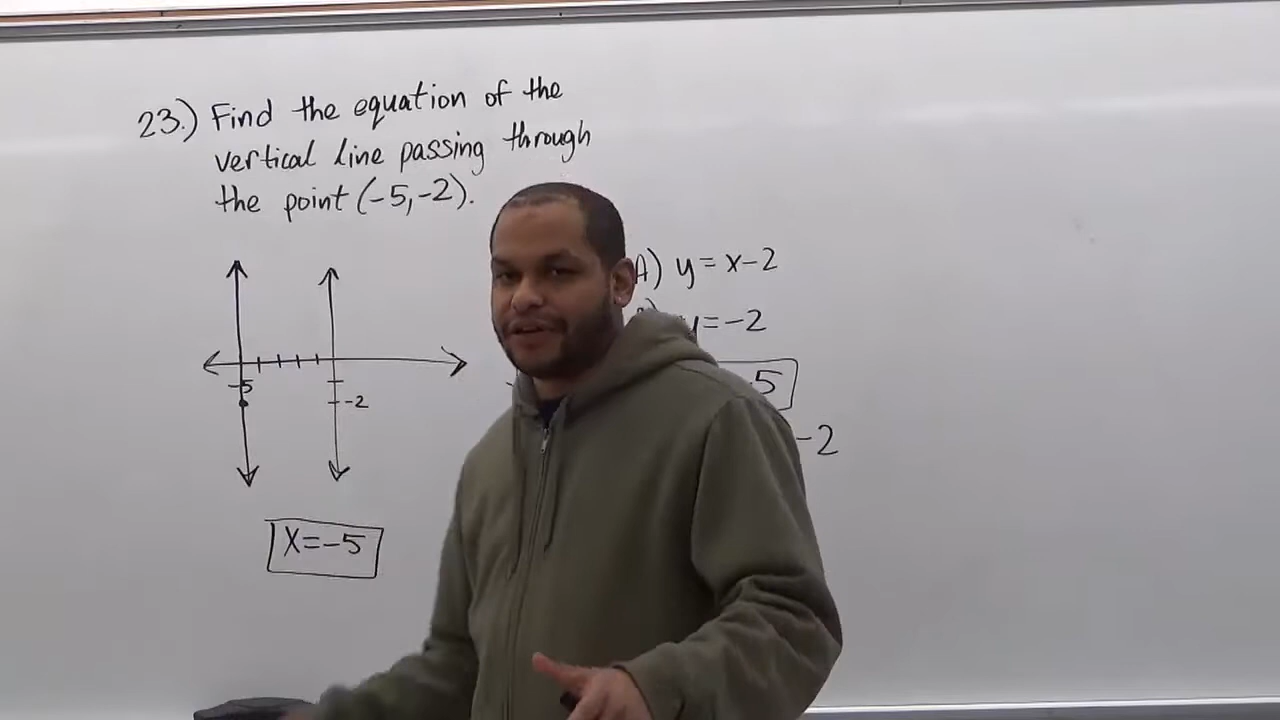 23.) Find the equation of the
vertical line passing through
the point (-5,-2).
A) y = x-2
y = -2
-5
-2
-5
-2
X=-5